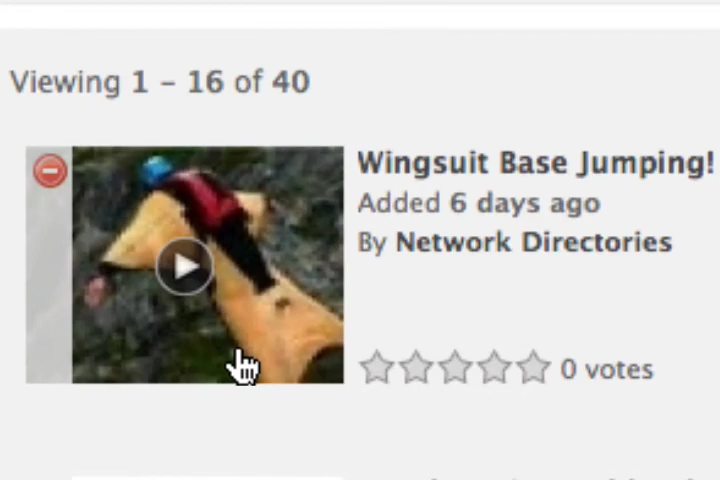 Viewing 1 – 16 of 40
Wingsuit Base Jumping!
Added 6 days ago
By Network Directories
0 votes